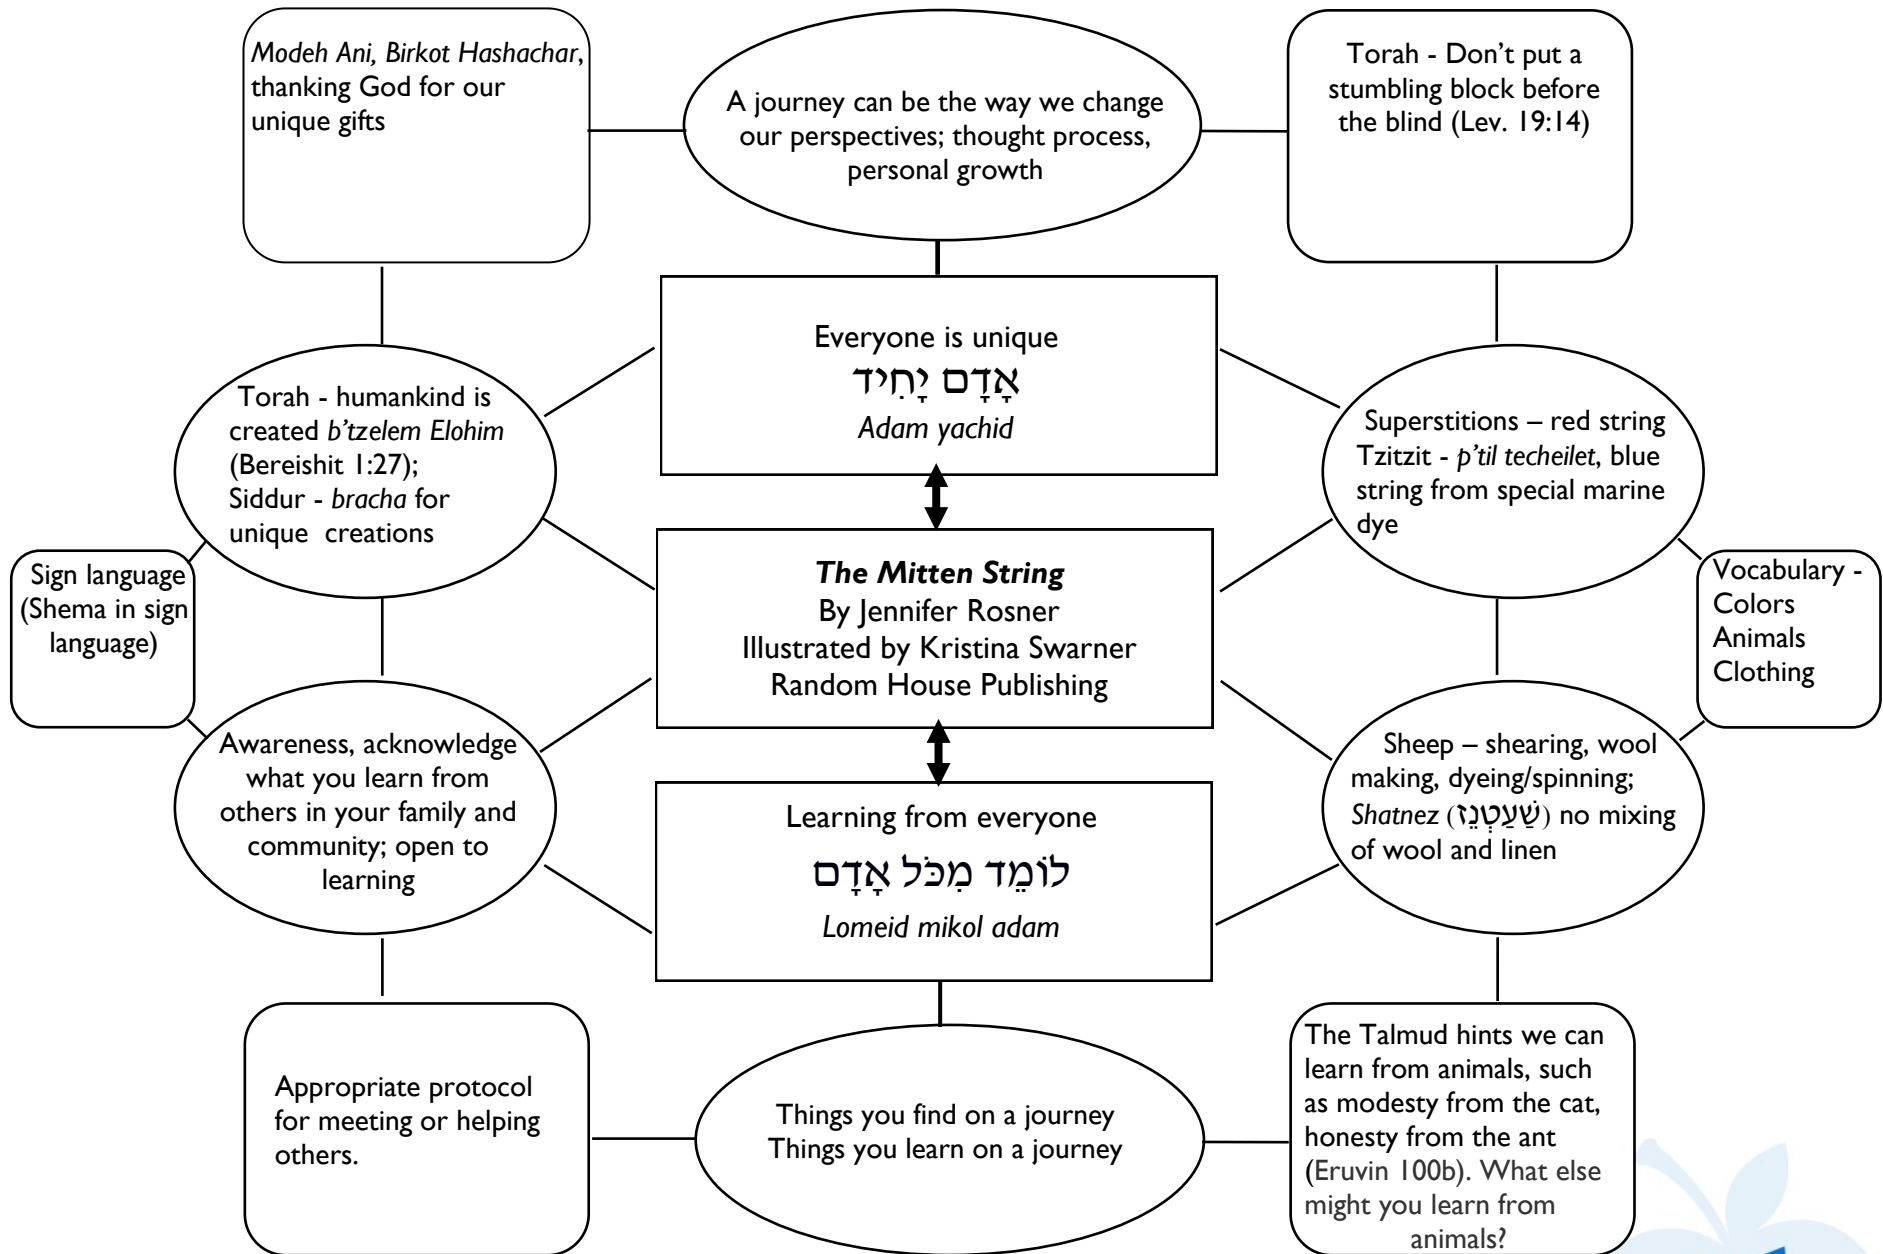 Modeh Ani, Birkot Hashachar,
thanking God for our
unique gifts
A journey can be the way we change
our perspectives; thought process,
personal growth
Torah - Don’t put a
stumbling block before
the blind (Lev. 19:14)
Everyone is unique
אָדָם יָחִיד
Adam yachid
Torah - humankind is
created b’tzelem Elohim
(Bereishit 1:27);
Siddur - bracha for
unique creations
Superstitions – red string
Tzitzit - p’til techeilet, blue
string from special marine
dye
Sign language
(Shema in sign
language)
The Mitten String
By Jennifer Rosner
Illustrated by Kristina Swarner
Random House Publishing
Vocabulary -
Colors
Animals
Clothing
Awareness, acknowledge
what you learn from
others in your family and
community; open to
learning
Learning from everyone
לוֹמֵד מִכֹּל אָדָם
Lomeid mikol adam
Sheep – shearing, wool
making, dyeing/spinning;
Shatnez (שַׁעַטְנֵז) no mixing
of wool and linen
Appropriate protocol
for meeting or helping
others.
Things you find on a journey
Things you learn on a journey
The Talmud hints we can
learn from animals, such
as modesty from the cat,
honesty from the ant
(Eruvin 100b). What else
might you learn from
animals?